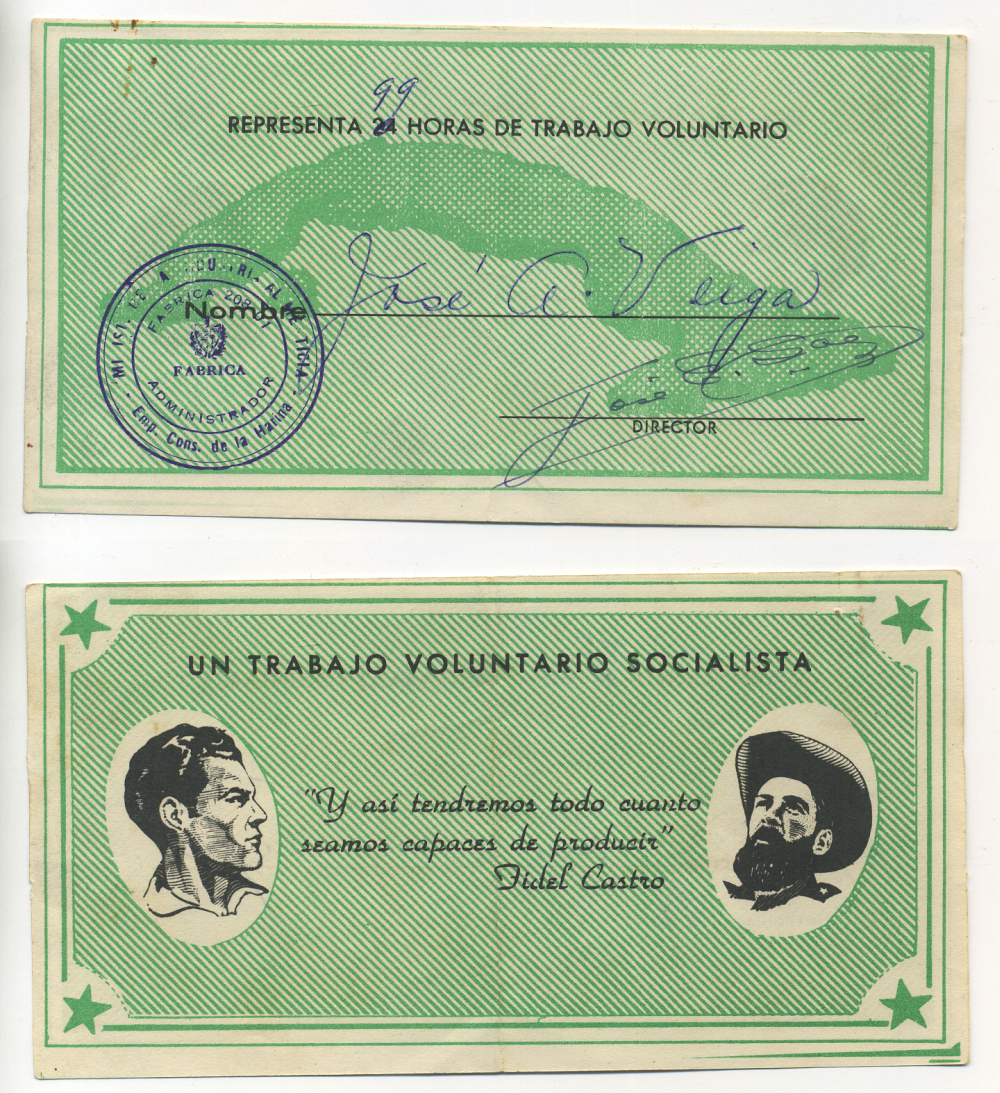 99
REPRESENTA 24 HORAS DE TRABAJO VOLUNTARIO
José A. Veiga
Nombre
FABRICA
ADMINISTRADOR
Emp. Cons. de la Harina
José
DIRECTOR
UN TRABAJO VOLUNTARIO SOCIALISTA
"Y así tendremos todo cuanto
seamos capaces de producir"
Fidel Castro